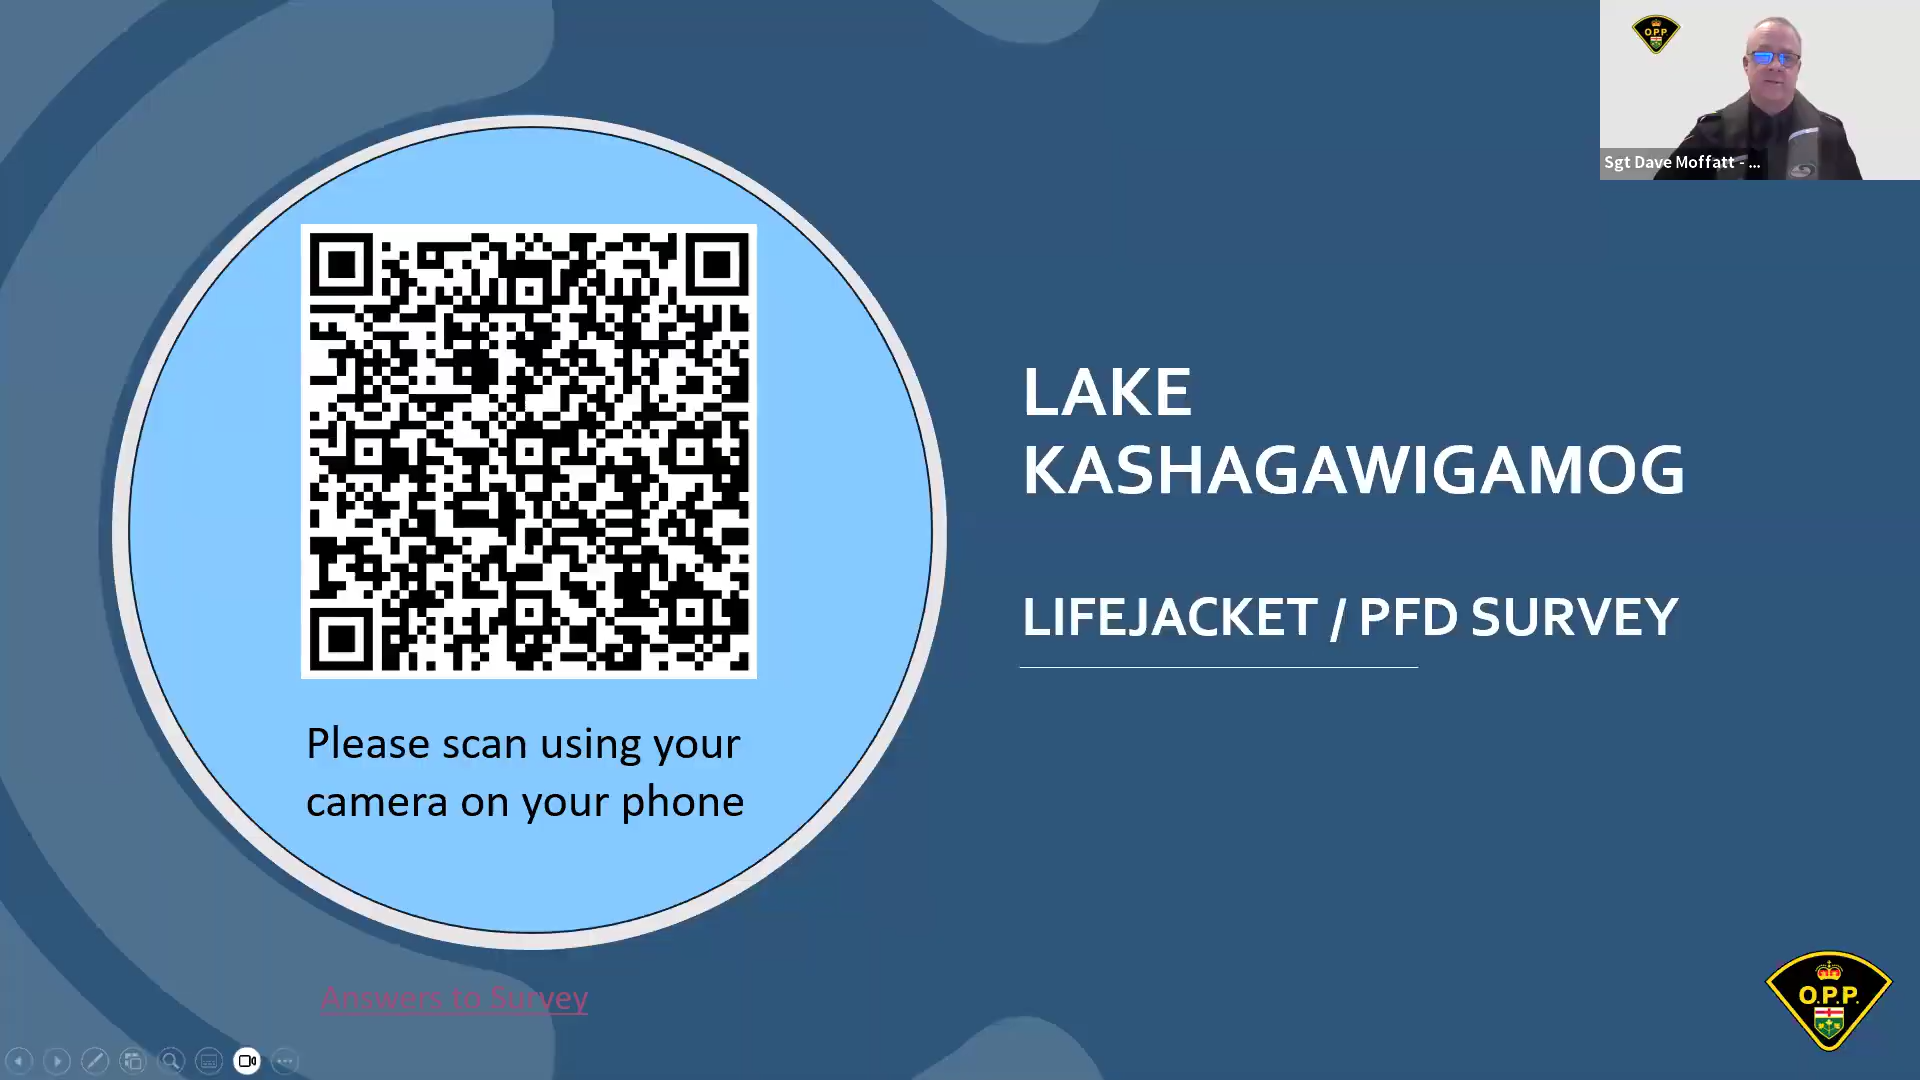 OPP
Sgt Dave Moffatt - ...
LAKE
KASHAGAWIGAMOG
LIFEJACKET / PFD SURVEY
Please scan using your
camera on your phone
Answers to Survey
O.P.P.